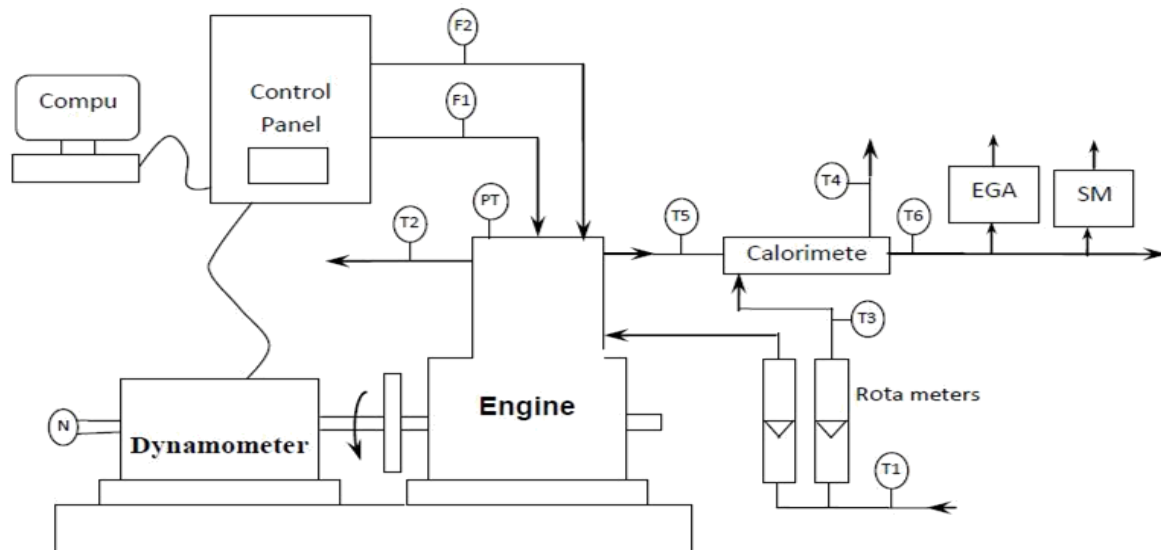 F2
Compu
Control
Panel
F1
T4
EGA
SM
PT
T2
T5
T6
Calorimete
T3
Engine
Rota meters
N
Dynamometer
T1